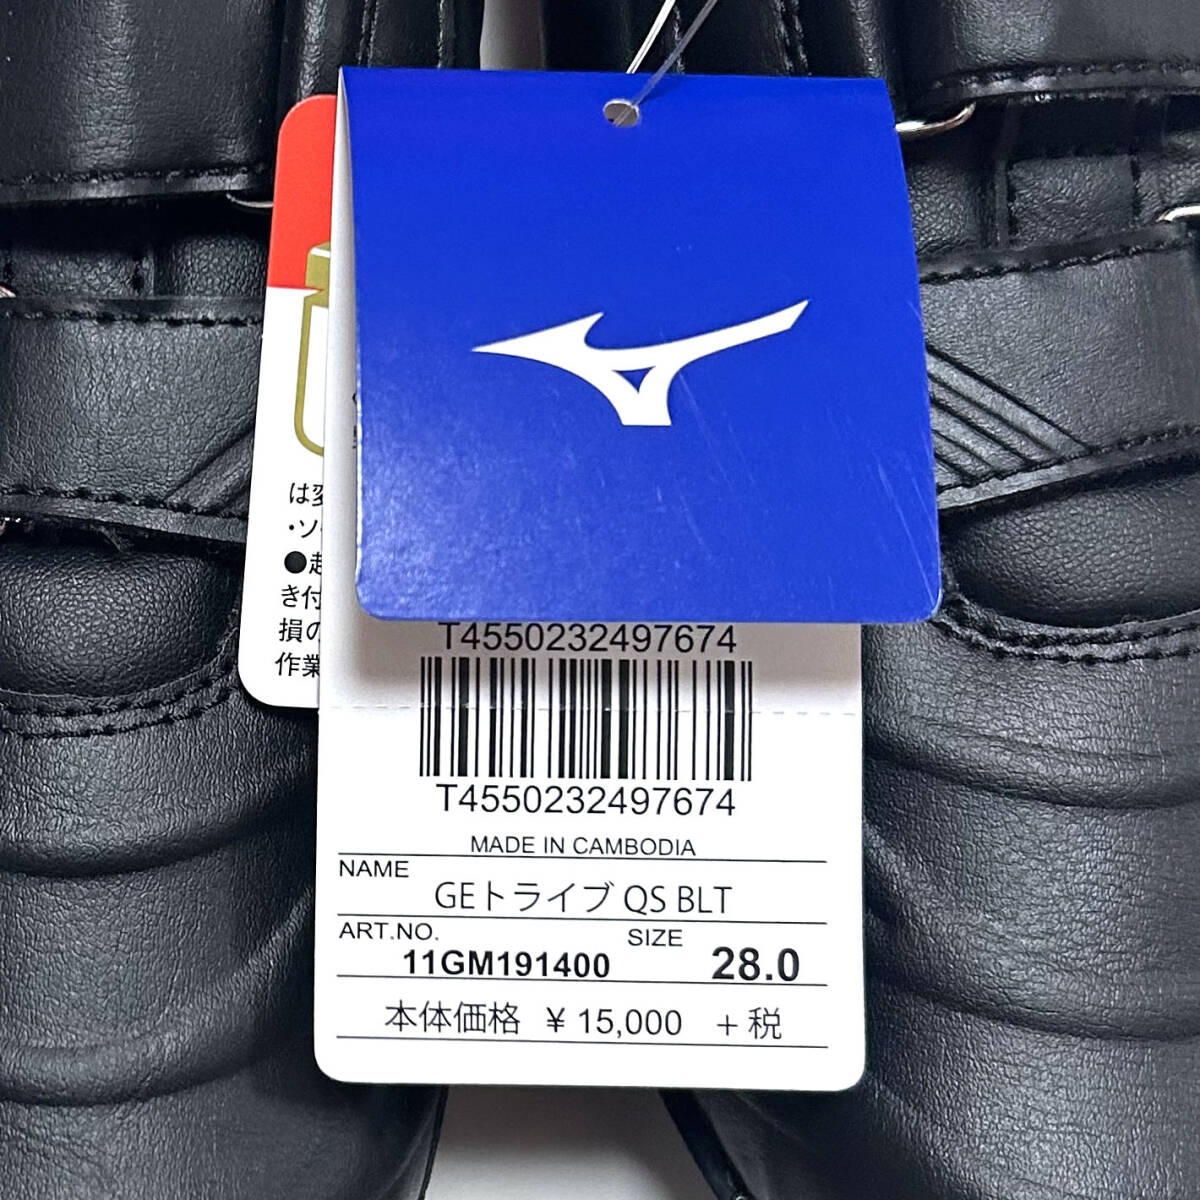 は変
・ソ
●起
き付
損の
作業
T4550232497674
T4550232497674
MADE IN CAMBODIA
NAME
GEトライブ QS BLT
ART.NO. SIZE
11GM191400 28.0
本体価格 ¥15,000 +税